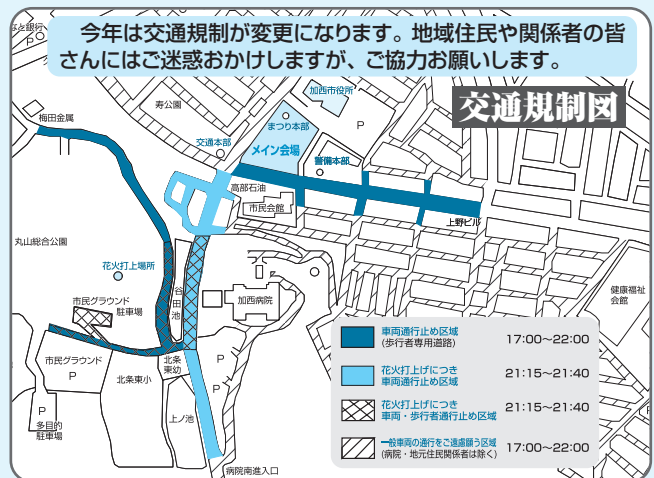 今年は交通規制が変更になります。地域住民や関係者の皆
さんにはご迷惑おかけしますが、ご協力お願いします。
交通規制図
銀行
梅田金属
寿公園
加西市役所
P
まつり本部
交通本部
メイン会場
警備本部
高部石油
市民会館
上野ビル
丸山総合公園
花火打上場所
市民グラウンド
駐車場
谷田池
加西病院
健康福祉
会館
市民グラウンド
P
北条東小
北条
東幼
P
P
P
多目的
駐車場
上ノ池
病院南進入口
車両通行止め区域
(歩行者専用道路)
17:00〜22:00
花火打上げにつき
車両通行止め区域
21:15〜21:40
花火打上げにつき
車両・歩行者通行止め区域
21:15〜21:40
一般車両の通行をご遠慮願う区域
(病院・地元住民関係者は除く)
17:00〜22:00